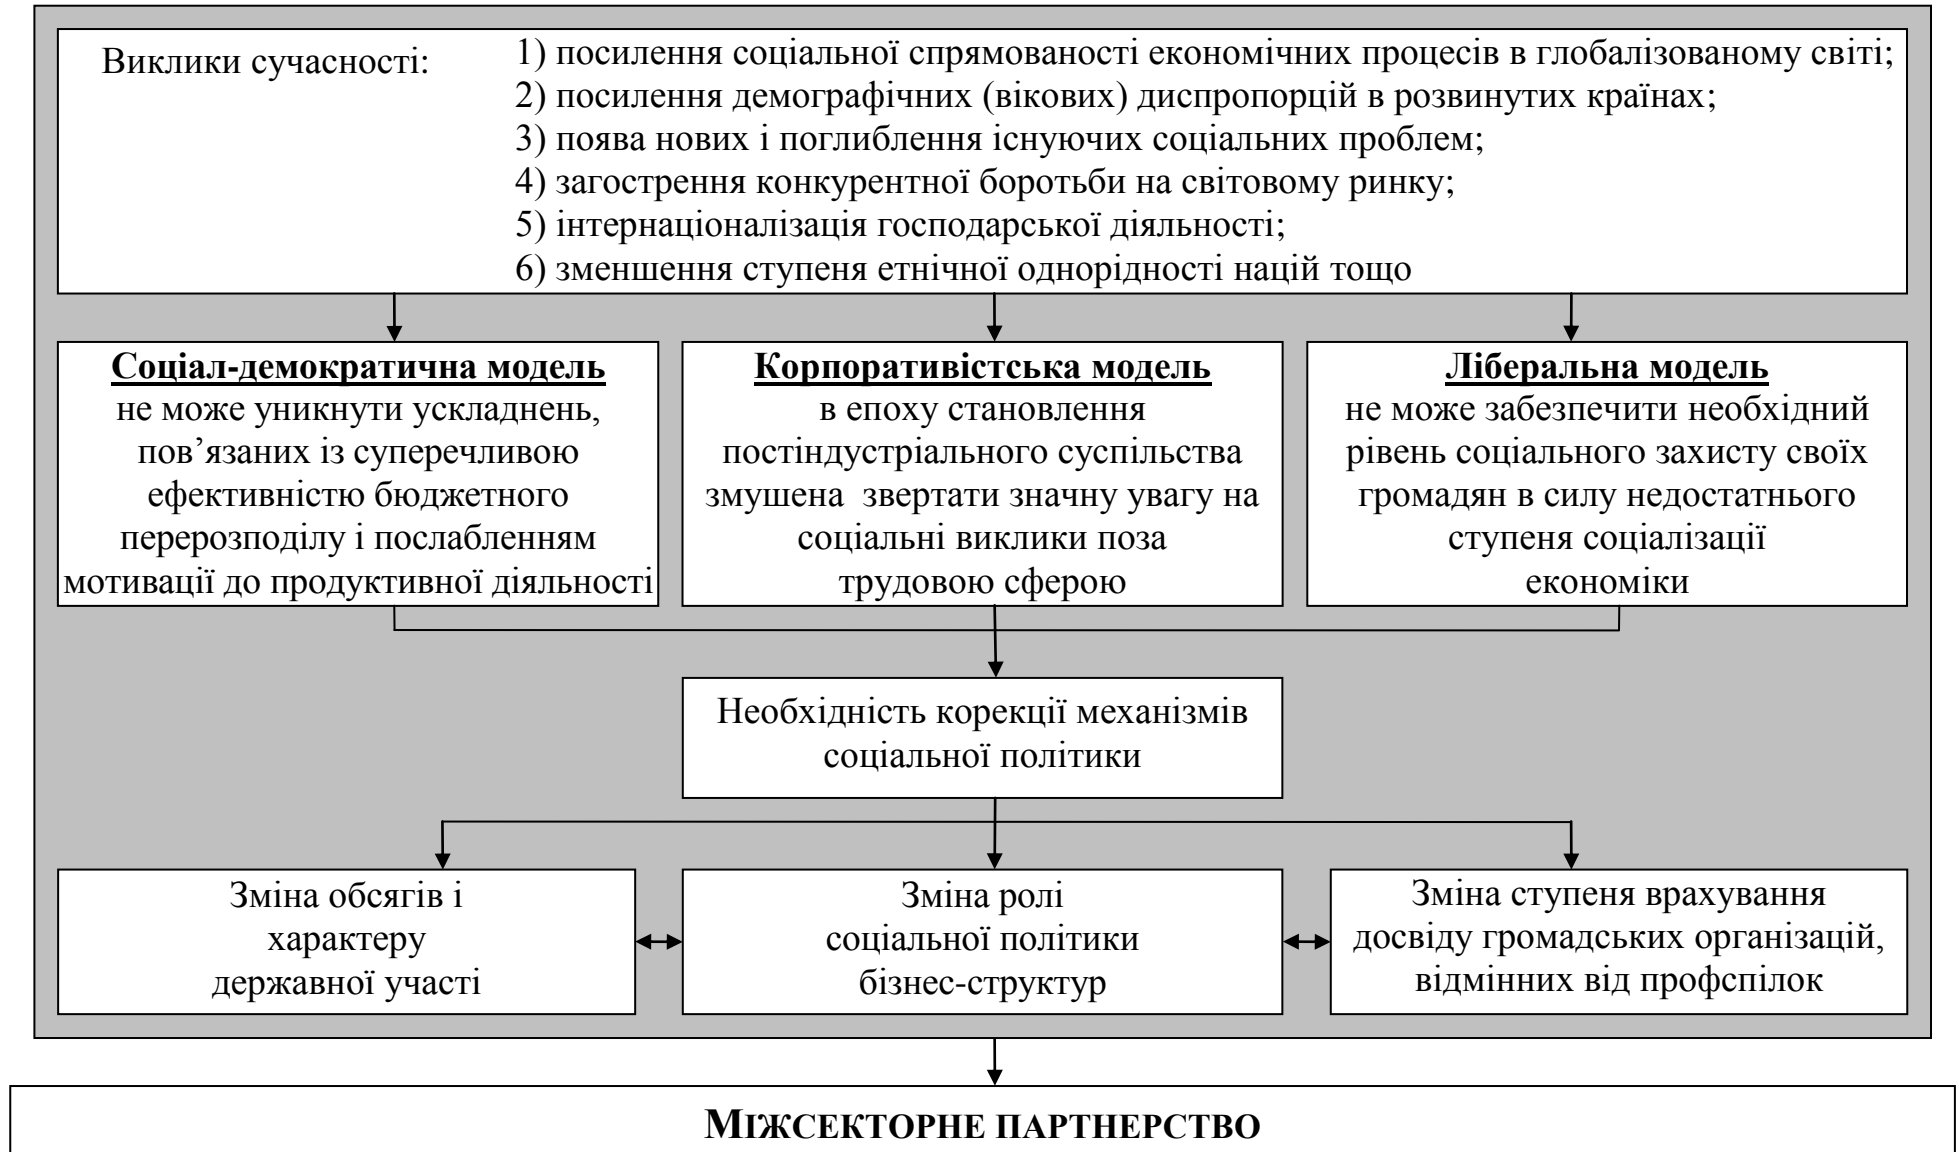 Виклики сучасності:
1) посилення соціальної спрямованості економічних процесів в глобалізованому світі;
2) посилення демографічних (вікових) диспропорцій в розвинутих країнах;
3) поява нових і поглиблення існуючих соціальних проблем;
4) загострення конкурентної боротьби на світовому ринку;
5) інтернаціоналізація господарської діяльності;
6) зменшення ступеня етнічної однорідності націй тощо
Соціал-демократична модель
не може уникнути ускладнень,
пов’язаних із суперечливою
ефективністю бюджетного
перерозподілу і послабленням
мотивації до продуктивної діяльності
Корпоративістська модель
в епоху становлення
постіндустріального суспільства
змушена звертати значну увагу на
соціальні виклики поза
трудовою сферою
Ліберальна модель
не може забезпечити необхідний
рівень соціального захисту своїх
громадян в силу недостатнього
ступеня соціалізації
економіки
Необхідність корекції механізмів
соціальної політики
Зміна обсягів і
характеру
державної участі
Зміна ролі
соціальної політики
бізнес-структур
Зміна ступеня врахування
досвіду громадських організацій,
відмінних від профспілок
МІЖСЕКТОРНЕ ПАРТНЕРСТВО